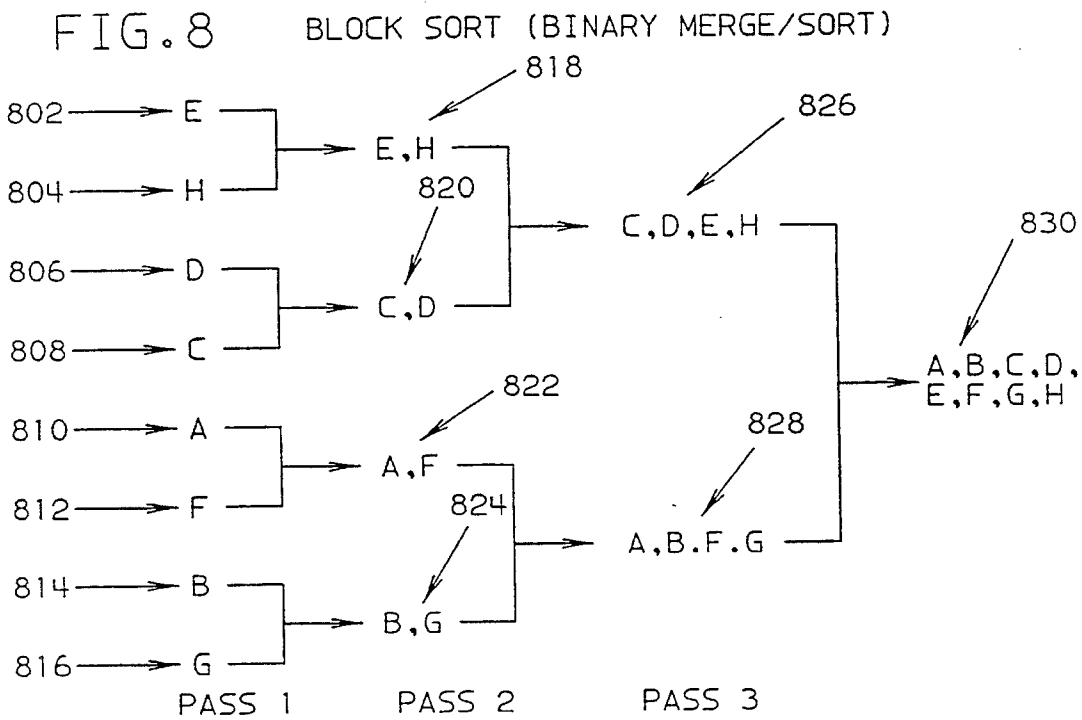 FIG.8 BLOCK SORT (BINARY MERGE/SORT)
818
802 E
826
E,H
804 H
820
C,D,E,H
830
806 D
C,D
808 C
A,B,C,D,
E,F,G,H
822
810 A
828
A,F
812 F
824
A,B.F.G
814 B
B,G
816 G
PASS 1 PASS 2 PASS 3